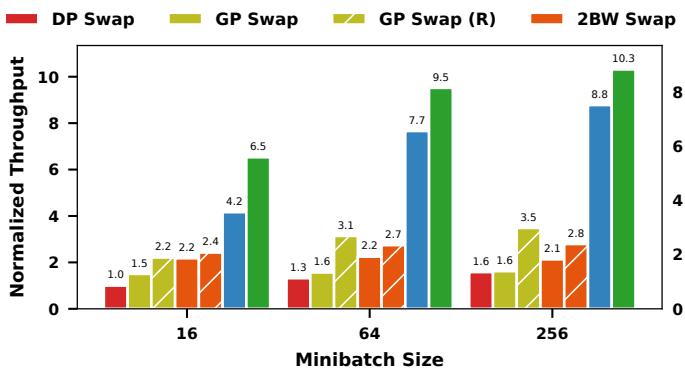 DP Swap GP Swap GP Swap (R) 2BW Swap
Normalized Throughput
10
8
6
4
2
0
1.0 1.5 2.2 2.2 2.4 4.2 6.5
1.3 1.6 3.1 2.2 2.7 7.7 9.5
1.6 1.6 3.5 2.1 2.8 8.8 10.3
8
6
4
2
0
16 64 256
Minibatch Size